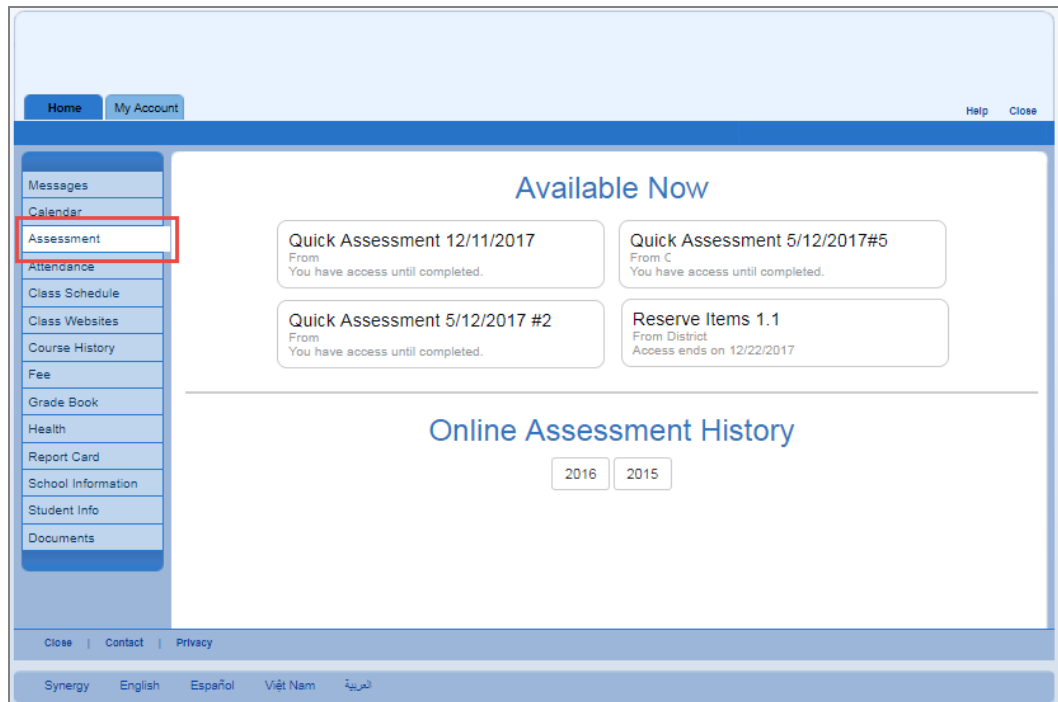 Home
My Account
Help
Close
Messages
Calendar
Assessment
Attendance
Class Schedule
Class Websites
Course History
Fee
Grade Book
Health
Report Card
School Information
Student Info
Documents
Available Now
Quick Assessment 12/11/2017
From
You have access until completed.
Quick Assessment 5/12/2017#5
From C
You have access until completed.
Quick Assessment 5/12/2017 #2
From
You have access until completed.
Reserve Items 1.1
From District
Access ends on 12/22/2017
Online Assessment History
2016
2015
Close | Contact | Privacy
Synergy English Español Việt Nam العربية